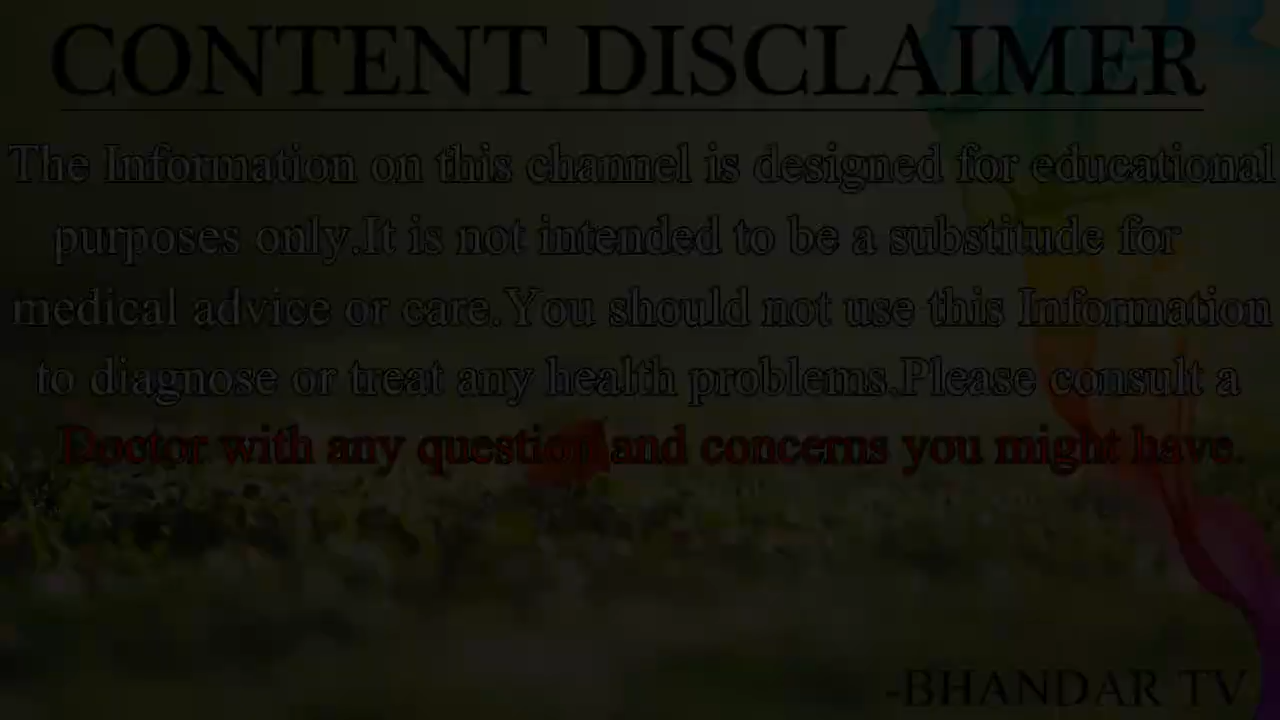 CONTENT DISCLAIMER
The Information on this channel is designed for educational
purposes only.It is not intended to be a substitude for
medical advice or care.You should not use this Information
to diagnose or treat any health problems.Please consult a
Doctor with any question and concerns you might have.
-BHANDAR TV